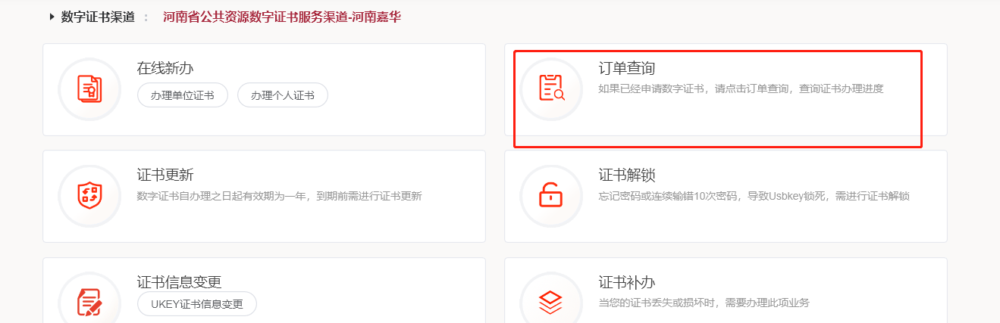 数字证书渠道 : 河南省公共资源数字证书服务渠道-河南嘉华
在线新办
办理单位证书 办理个人证书
订单查询
如果已经申请数字证书，请点击订单查询，查询证书办理进度
证书更新
数字证书自办理之日起有效期为一年，到期前需进行证书更新
证书解锁
忘记密码或连续输错10次密码，导致Usbkey锁死，需进行证书解锁
证书信息变更
UKEY证书信息变更
证书补办
当您的证书丢失或损坏时，需要办理此项业务